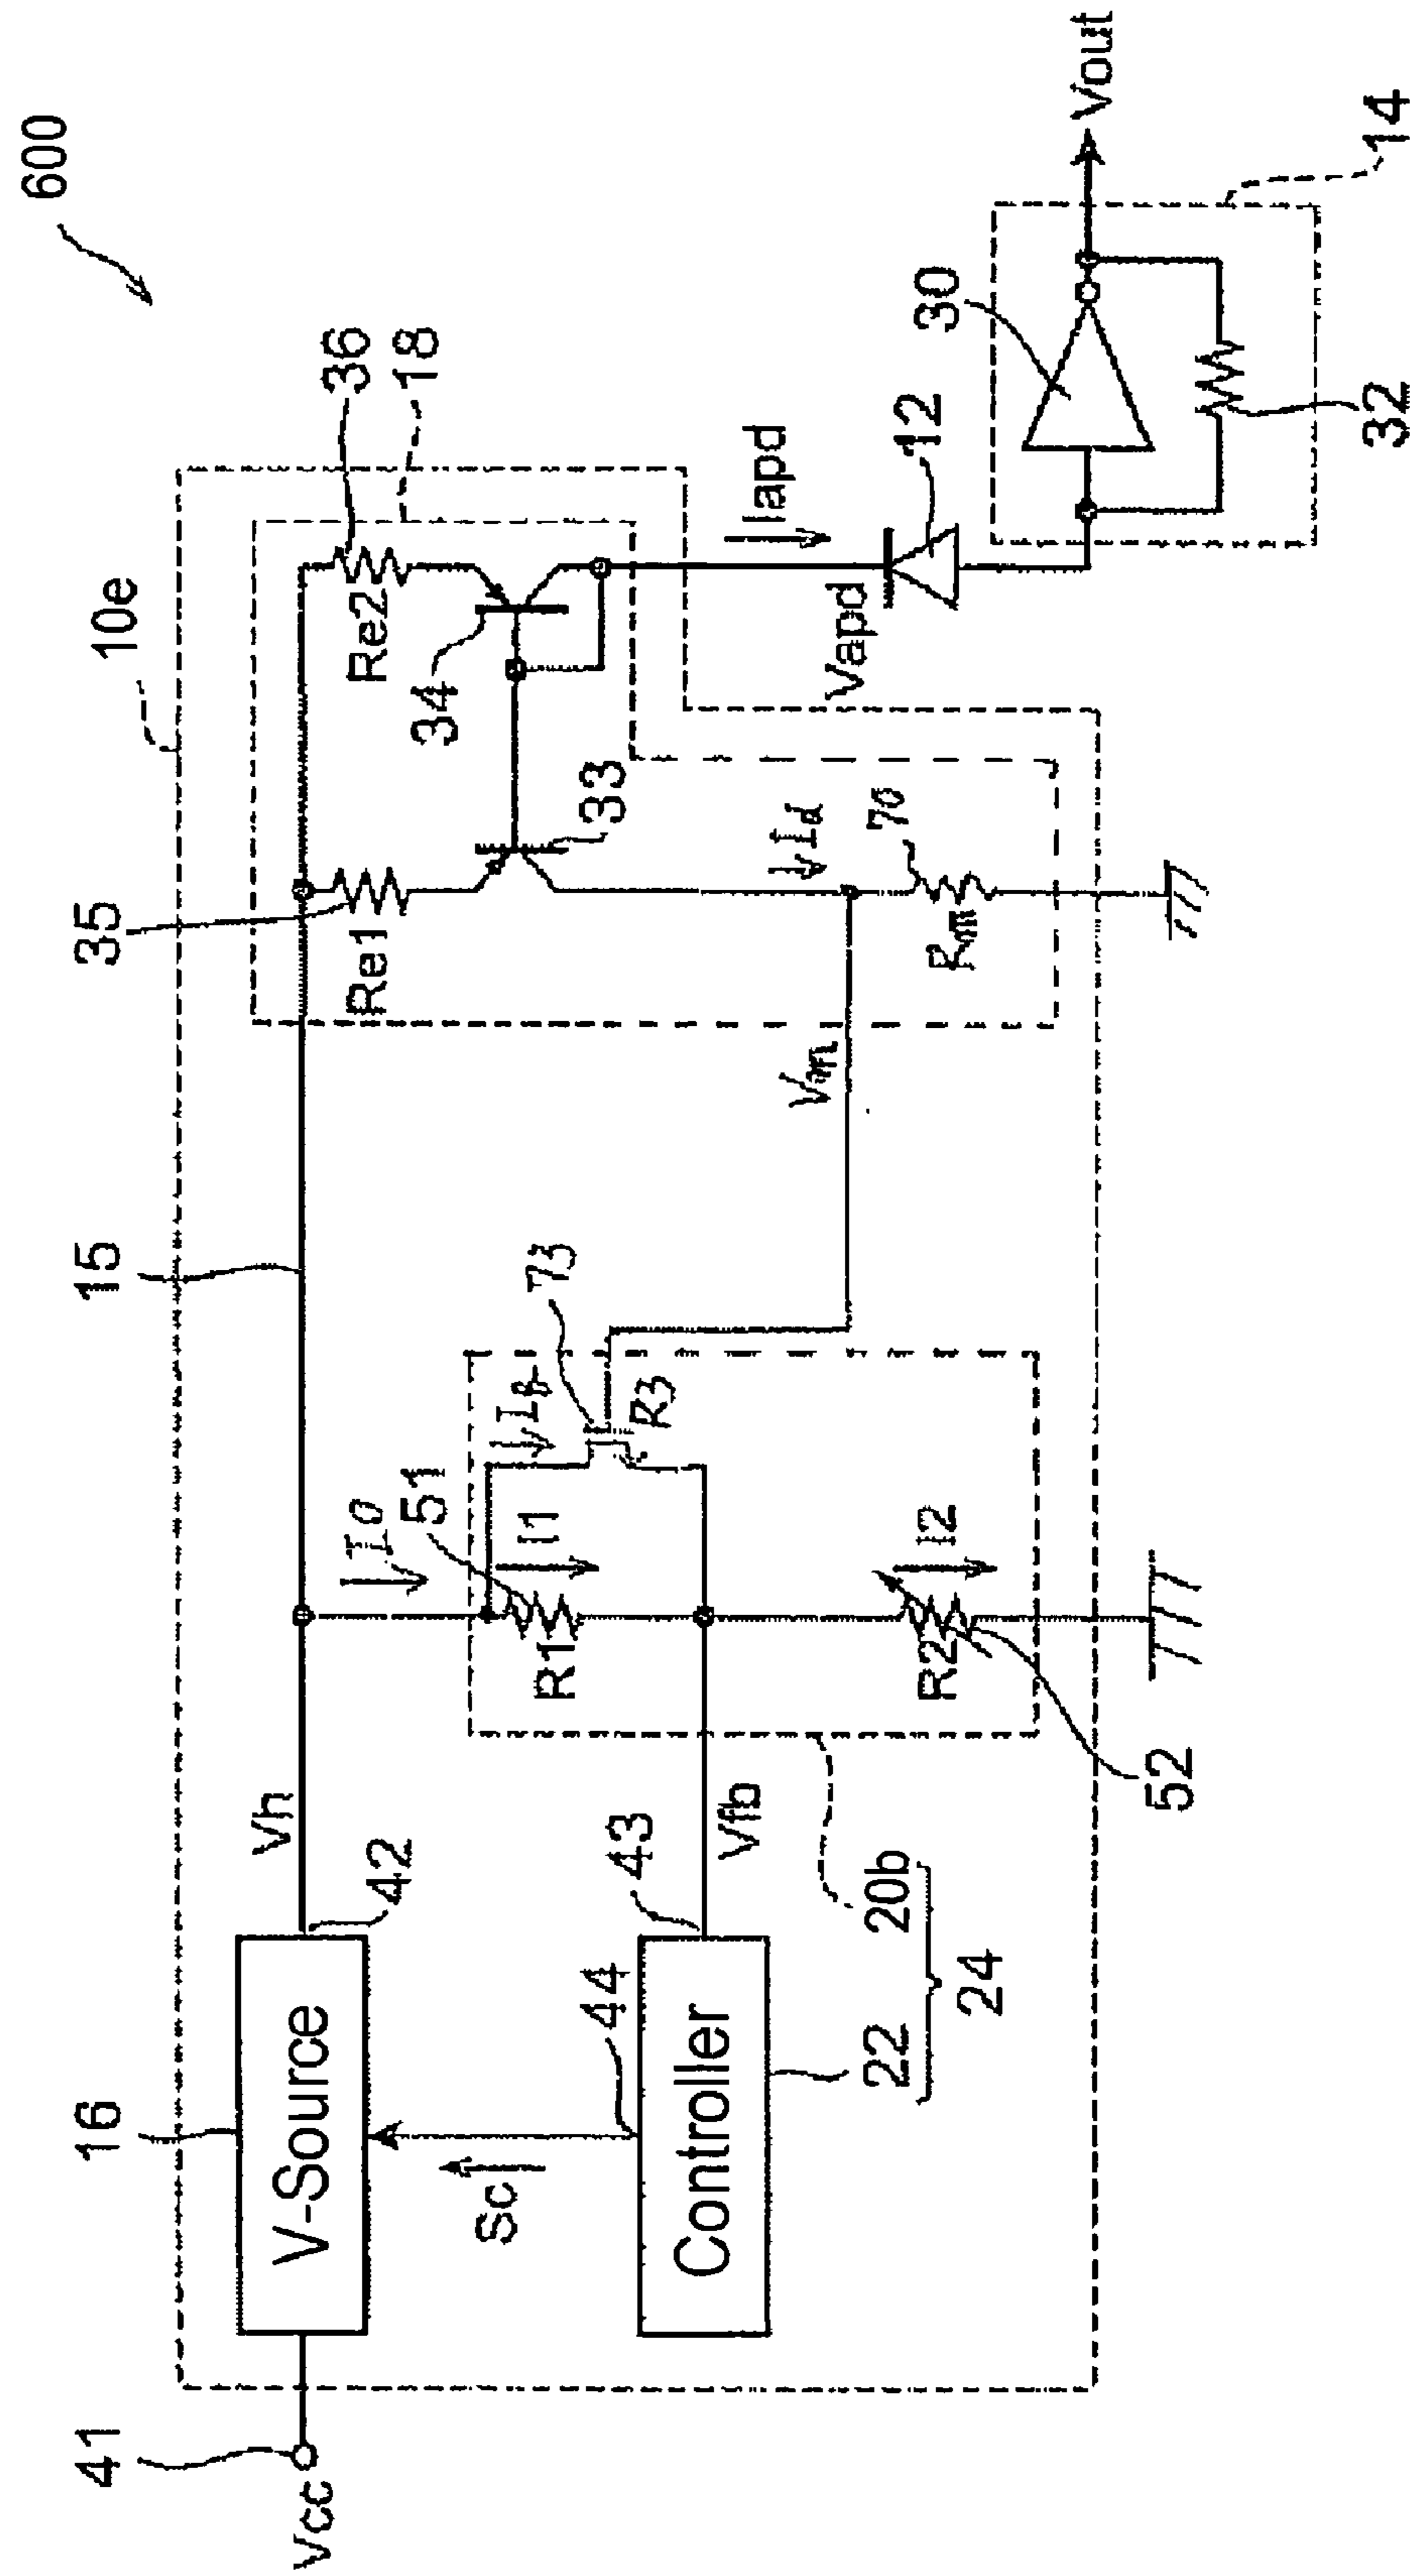 600
10e
36
18
Re2
34
35
Re1
33
Id
70
Rm
Vm
Iapd
Vapd
12
30
32
14
Vout
15
73
R3
I0
51
I1
R1
I2
R2
52
Vh
42
43
Vfb
20b
22
24
16
V-Source
Sc
44
Controller
41
Vcc